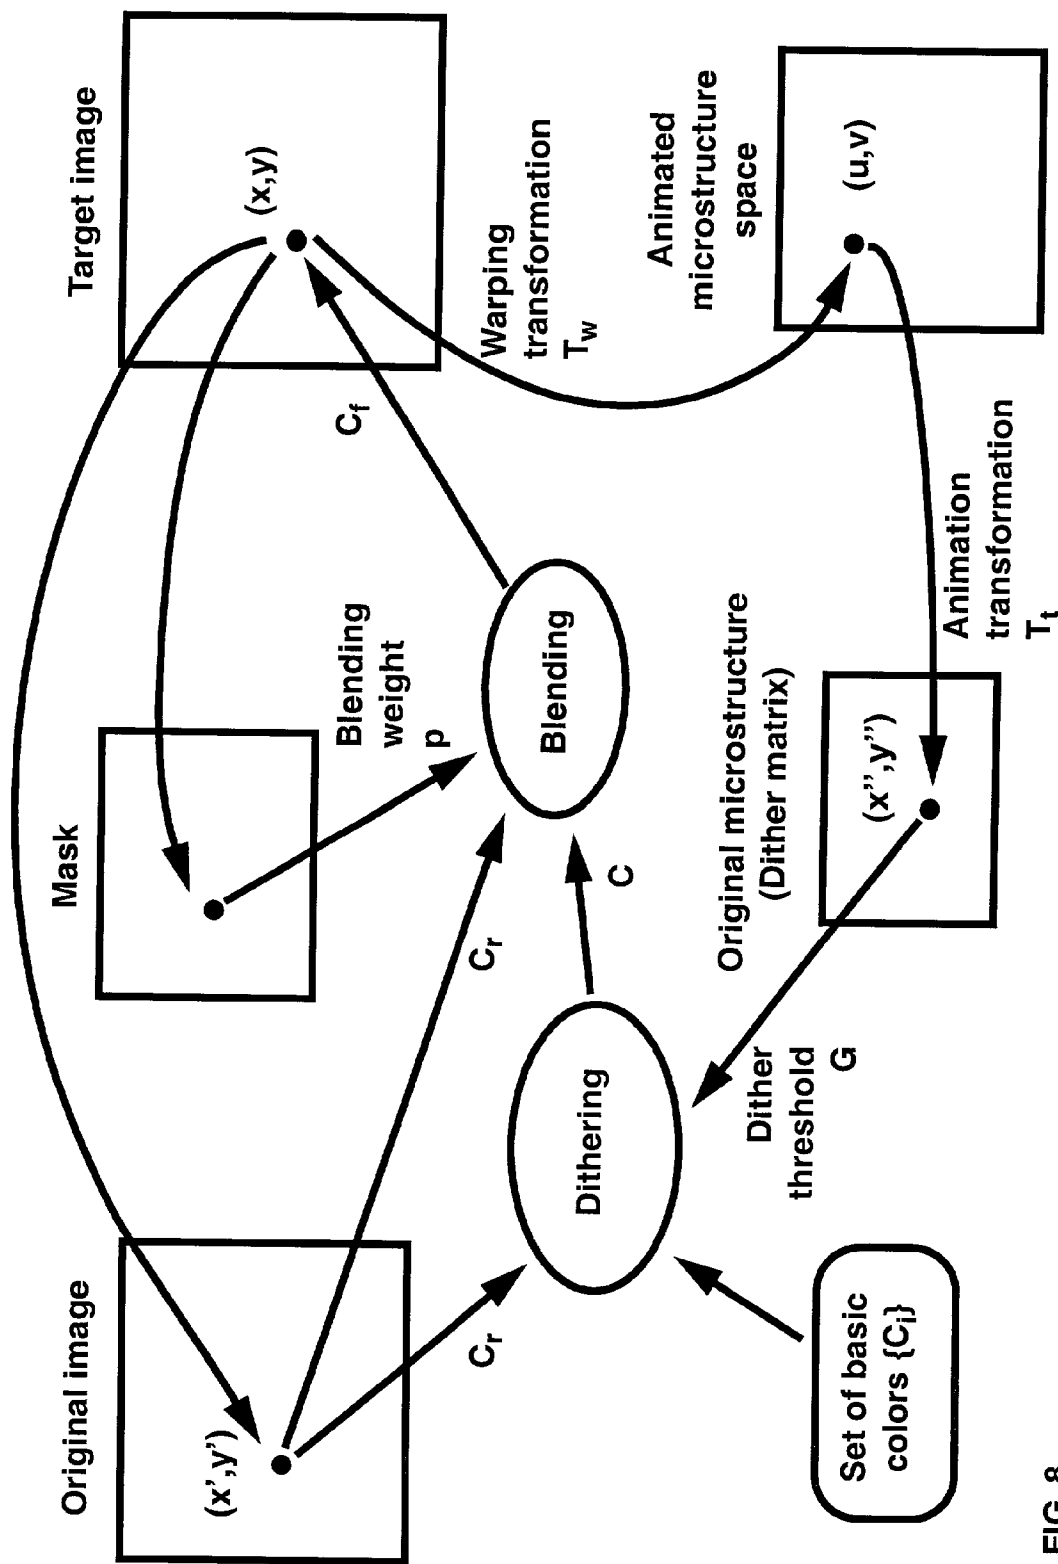 Original image
(x',y')
Mask
Target image
(x,y)
Blending
weight
p
C_f
Warping
transformation
T_w
C_r
C_r
Dithering
C
Blending
Animated
microstructure
space
(u,v)
Set of basic
colors {C_i}
Dither
threshold
G
Original microstructure
(Dither matrix)
(x'',y'')
Animation
transformation
T_t
FIG. 8